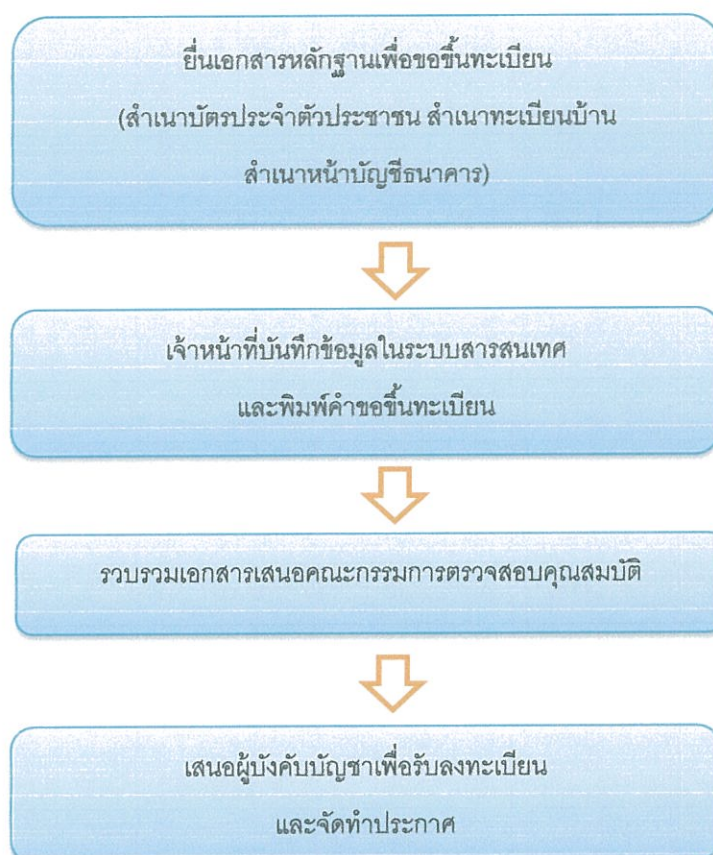 ยื่นเอกสารหลักฐานเพื่อขอขึ้นทะเบียน
(สำเนาบัตรประจำตัวประชาชน สำเนาทะเบียนบ้าน
สำเนาหน้าบัญชีธนาคาร)
เจ้าหน้าที่บันทึกข้อมูลในระบบสารสนเทศ
และพิมพ์คำขอขึ้นทะเบียน
รวบรวมเอกสารเสนอคณะกรรมการตรวจสอบคุณสมบัติ
เสนอผู้บังคับบัญชาเพื่อรับลงทะเบียน
และจัดทำประกาศ